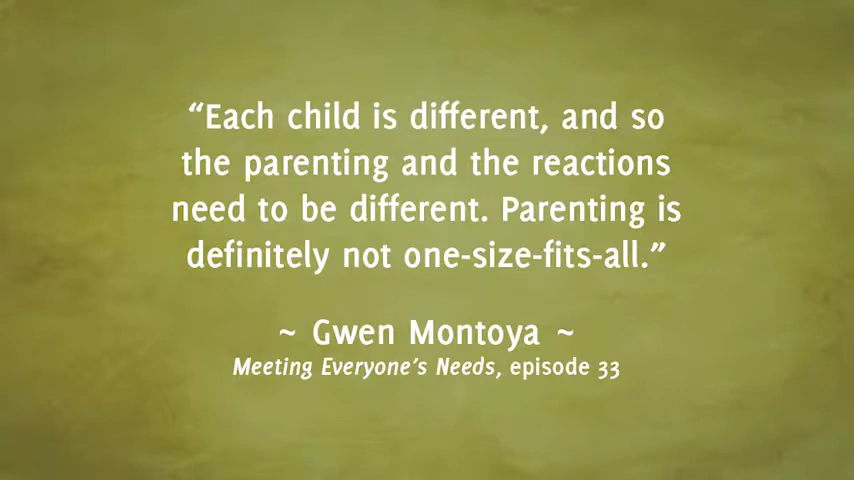 “Each child is different, and so
the parenting and the reactions
need to be different. Parenting is
definitely not one-size-fits-all.”
~ Gwen Montoya ~
Meeting Everyone’s Needs, episode 33